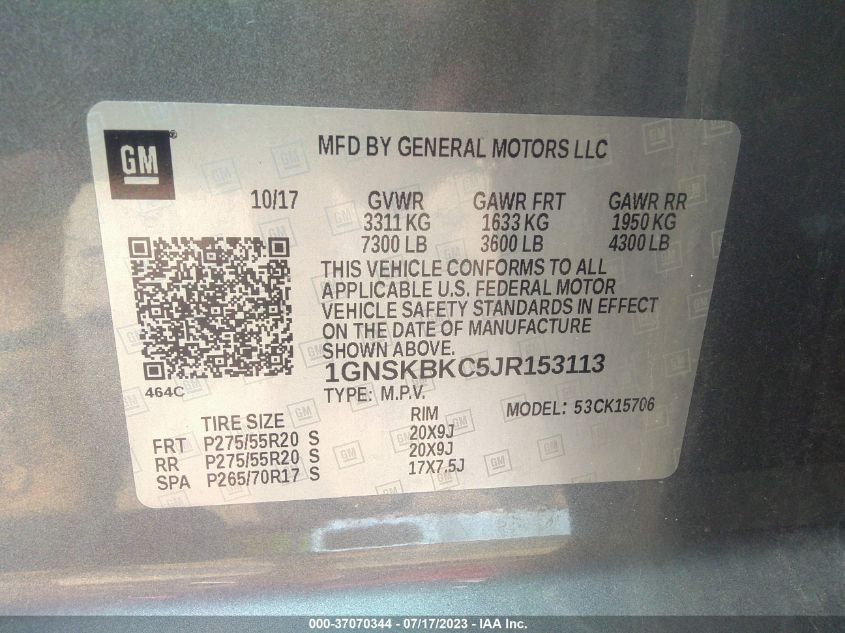 GM®
MFD BY GENERAL MOTORS LLC
10/17 GVWR GAWR FRT GAWR RR
3311 KG 1633 KG 1950 KG
7300 LB 3600 LB 4300 LB
THIS VEHICLE CONFORMS TO ALL
APPLICABLE U.S. FEDERAL MOTOR
VEHICLE SAFETY STANDARDS IN EFFECT
ON THE DATE OF MANUFACTURE
SHOWN ABOVE.
1GNSKBKC5JR153113
464C
TYPE: M.P.V.
MODEL: 53CK15706
TIRE SIZE RIM
FRT P275/55R20 S 20X9J
RR P275/55R20 S 20X9J
SPA P265/70R17 S 17X7.5J
000-37070344 / 07/17/2023 - Copyright © IAA, Inc.